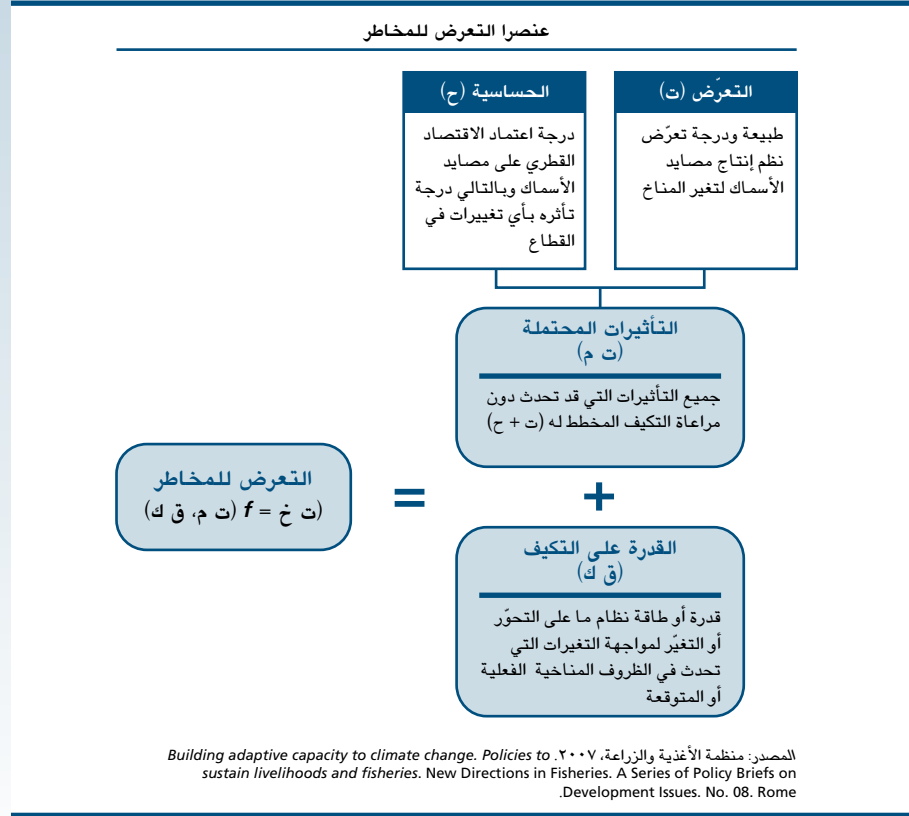 عنصرا التعرض للمخاطر
التعرّض (ت)
طبيعة ودرجة تعرّض
نظم إنتاج مصايد
الأسماك لتغير المناخ
الحساسية (ح)
درجة اعتماد الاقتصاد
القطري على مصايد
الأسماك وبالتالي درجة
تأثره بأي تغييرات في
القطاع
التأثيرات المحتملة
(ت م)
جميع التأثيرات التي قد تحدث دون
مراعاة التكيف المخطط له (ت + ح)
+
القدرة على التكيف
(ق ك)
قدرة أو طاقة نظام ما على التحوّر
أو التغيّر لمواجهة التغيرات التي
تحدث في الظروف المناخية الفعلية
أو المتوقعة
=
التعرض للمخاطر
(ت خ = f (ت م، ق ك)
المصدر: منظمة الأغذية والزراعة، ٢٠٠٧. Building adaptive capacity to climate change. Policies to
sustain livelihoods and fisheries. New Directions in Fisheries. A Series of Policy Briefs on
Development Issues. No. 08. Rome.